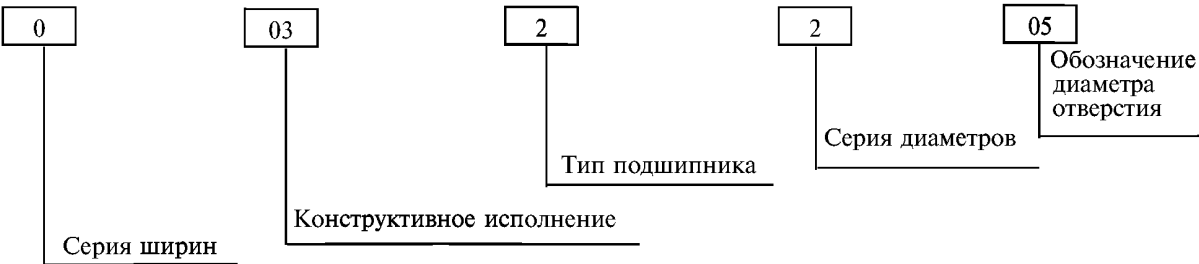 0 03 2 2 05
Обозначение
диаметра
отверстия
Серия диаметров
Тип подшипника
Конструктивное исполнение
Серия ширин